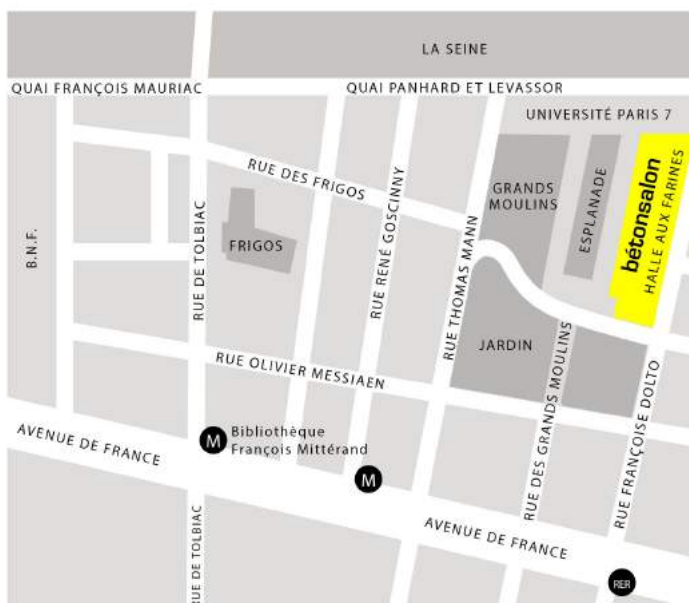 LA SEINE
QUAI FRANÇOIS MAURIAC
QUAI PANHARD ET LEVASSOR
UNIVERSITÉ PARIS 7
RUE DES FRIGOS
GRANDS
MOULINS
ESPLANADE
bétonsalon
HALLE AUX FARINES
B.N.F.
RUE DE TOLBIAC
FRIGOS
RUE RENÉ GOSCINNY
RUE THOMAS MANN
JARDIN
RUE OLIVIER MESSIAEN
RUE DES GRANDS MOULINS
RUE FRANÇOISE DOLTO
AVENUE DE FRANCE
M
Bibliothèque
François Mittérand
M
RUE DE TOLBIAC
AVENUE DE FRANCE
RER